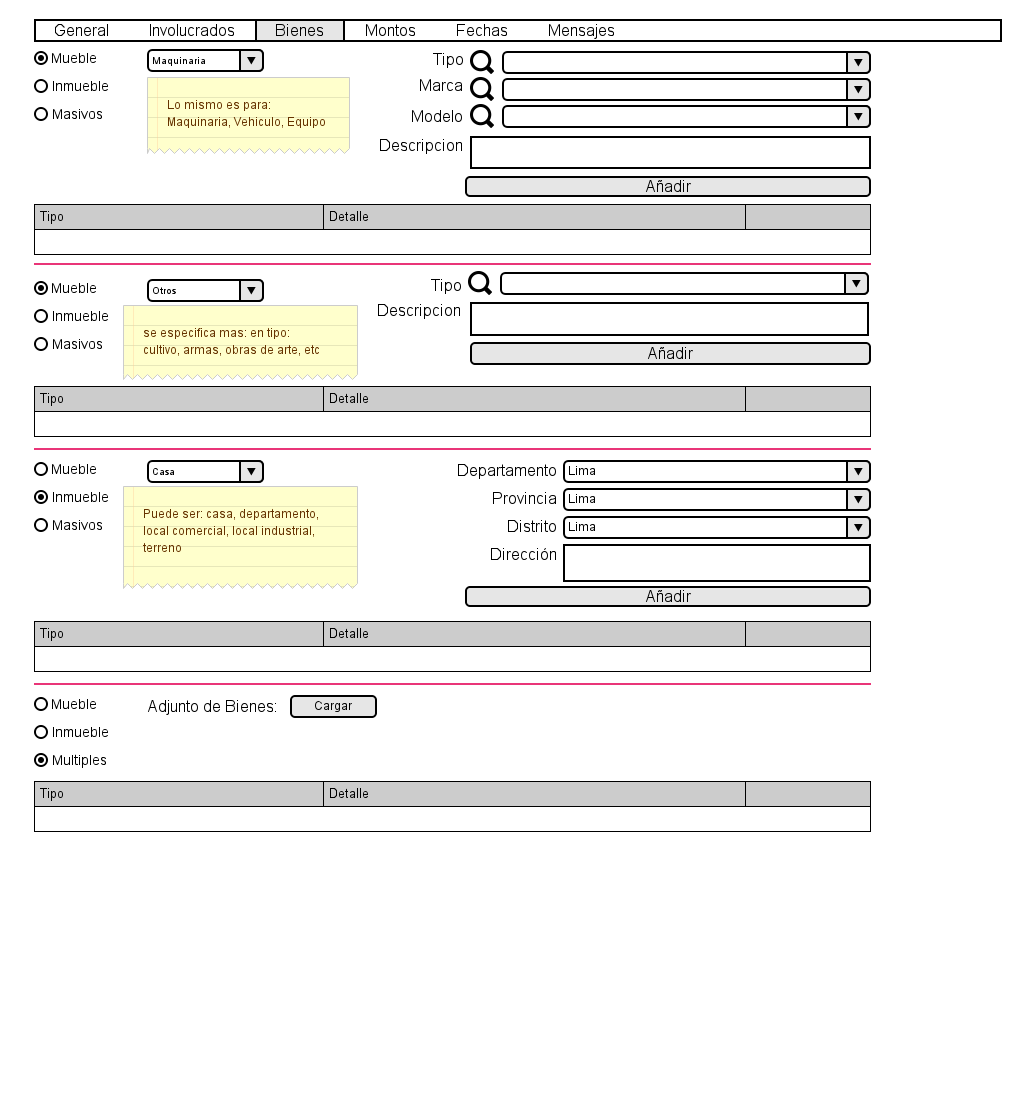 General Involucrados Bienes Montos Fechas Mensajes
Mueble
Inmueble
Masivos
Maquinaria
Lo mismo es para:
Maquinaria, Vehiculo, Equipo
Tipo
Marca
Modelo
Descripcion
Añadir
Tipo Detalle
Mueble
Inmueble
Masivos
Otros
se especifica mas: en tipo:
cultivo, armas, obras de arte, etc
Tipo
Descripcion
Añadir
Tipo Detalle
Mueble
Inmueble
Masivos
Casa
Puede ser: casa, departamento,
local comercial, local industrial,
terreno
Departamento Lima
Provincia Lima
Distrito Lima
Dirección
Añadir
Tipo Detalle
Mueble
Inmueble
Multiples
Adjunto de Bienes: Cargar
Tipo Detalle